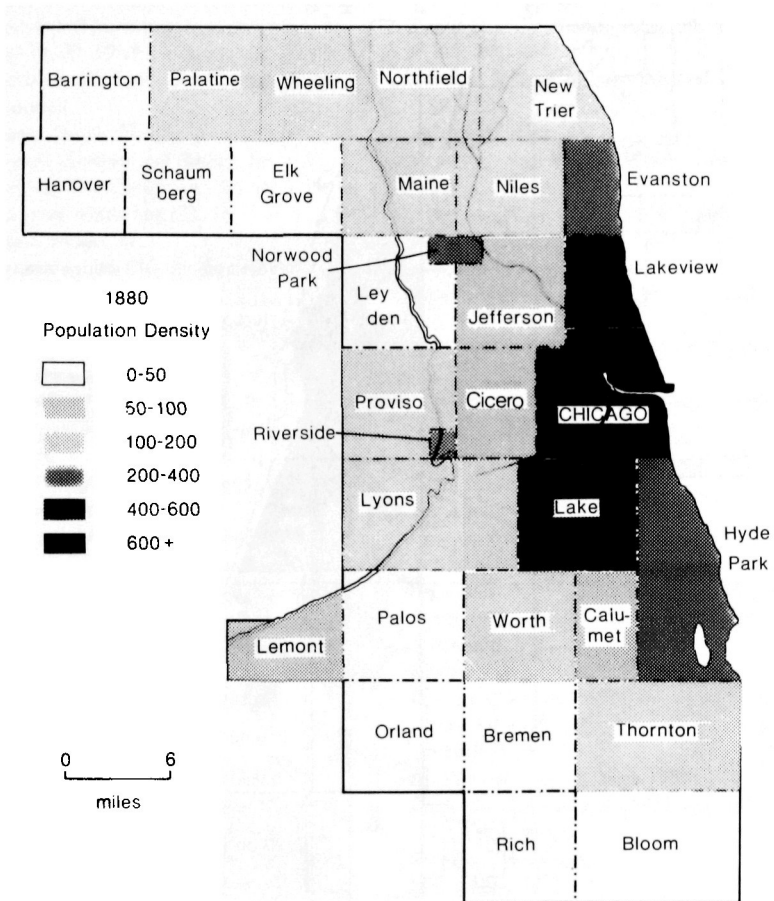 Barrington
Palatine
Wheeling
Northfield
New
Trier
Hanover
Schaum
berg
Elk
Grove
Maine
Niles
Evanston
Norwood
Park
Ley
den
Jefferson
Lakeview
1880
Population Density
0-50
50-100
100-200
200-400
400-600
600 +
Proviso
Cicero
CHICAGO
Riverside
Lyons
Lake
Hyde
Park
Lemont
Palos
Worth
Calu-
met
Orland
Bremen
Thornton
0 6
miles
Rich
Bloom